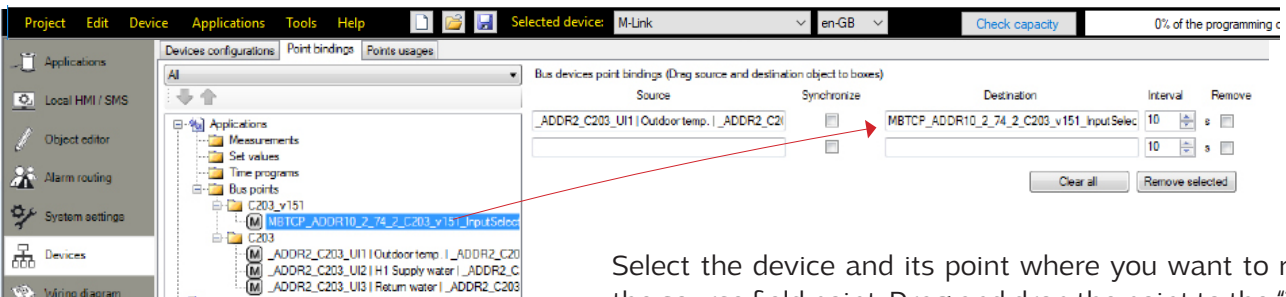 Project Edit Device Applications Tools Help Selected device: M-Link en-GB Check capacity 0% of the programming
Devices configurations Point bindings Points usages
Applications
Local HMI / SMS
Object editor
Alarm routing
System settings
Devices
Wiring diagram
All
Applications
Measurements
Set values
Time programs
Bus points
C203_v151
MBTCP_ADDR10_2_74_2_C203_v151_InputSelect
C203
_ADDR2_C203_UI1 | Outdoor temp. | _ADDR2_C20
_ADDR2_C203_UI2 | H1 Supply water | _ADDR2_C
_ADDR2_C203_UI3 | Return water | _ADDR2_C203
Bus devices point bindings (Drag source and destination object to boxes)
Source Synchronize Destination Interval Remove
_ADDR2_C203_UI1 | Outdoor temp. | _ADDR2_C20 MBTCP_ADDR10_2_74_2_C203_v151_InputSelec 10 s
10 s
Clear all Remove selected
Select the device and its point where you want to